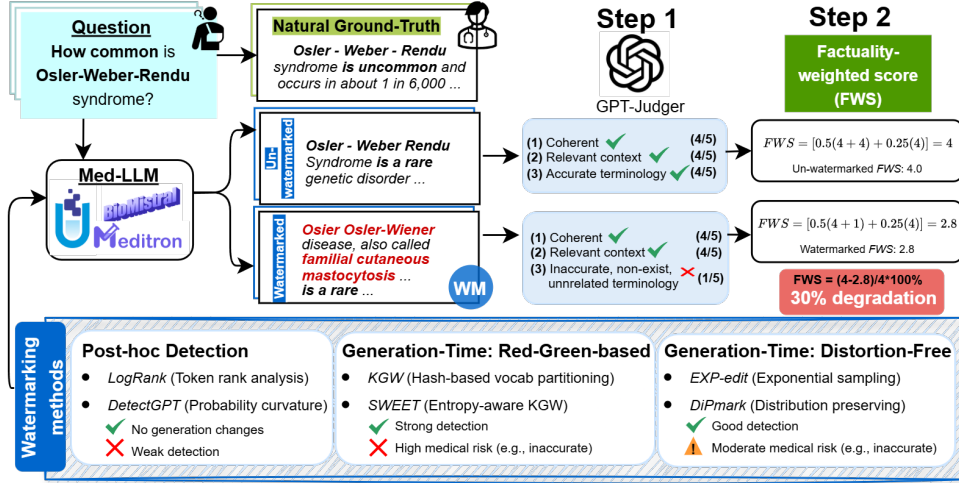 Question
How common is
Osler-Weber-Rendu
syndrome?
Natural Ground-Truth
Osler - Weber - Rendu
syndrome is uncommon and
occurs in about 1 in 6,000 ...
Step 1
GPT-Judger
Step 2
Factuality-
weighted score
(FWS)
Med-LLM
BioMistral
Meditron
Un-
watermarked
Osler - Weber Rendu
Syndrome is a rare
genetic disorder ...
(1) Coherent (4/5)
(2) Relevant context (4/5)
(3) Accurate terminology (4/5)
FWS = [0.5(4 + 4) + 0.25(4)] = 4
Un-watermarked FWS: 4.0
Watermarked
Osier Osler-Wiener
disease, also called
familial cutaneous
mastocytosis ...
is a rare ...
WM
(1) Coherent (4/5)
(2) Relevant context (4/5)
(3) Inaccurate, non-exist,
unrelated terminology (1/5)
FWS = [0.5(4 + 1) + 0.25(4)] = 2.8
Watermarked FWS: 2.8
FWS = (4-2.8)/4*100%
30% degradation
Watermarking
methods
Post-hoc Detection
• LogRank (Token rank analysis)
• DetectGPT (Probability curvature)
No generation changes
Weak detection
Generation-Time: Red-Green-based
• KGW (Hash-based vocab partitioning)
• SWEET (Entropy-aware KGW)
Strong detection
High medical risk (e.g., inaccurate)
Generation-Time: Distortion-Free
• EXP-edit (Exponential sampling)
• DiPmark (Distribution preserving)
Good detection
Moderate medical risk (e.g., inaccurate)